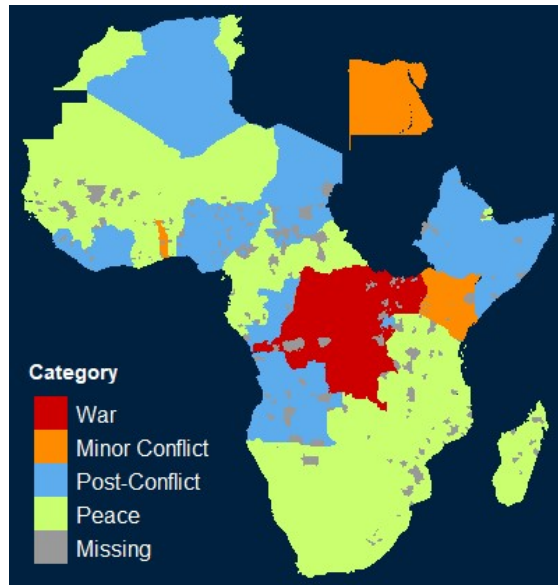 Category
War
Minor Conflict
Post-Conflict
Peace
Missing